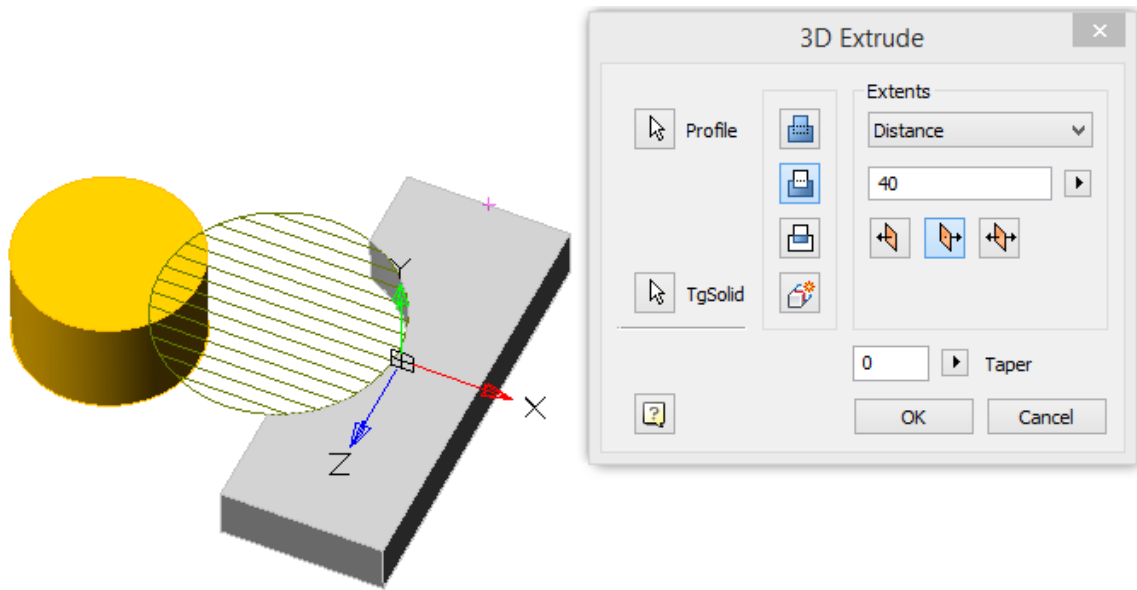 3D Extrude
Extents
Profile
Distance
40
TgSolid
0
Taper
?
OK
Cancel
Y
X
Z